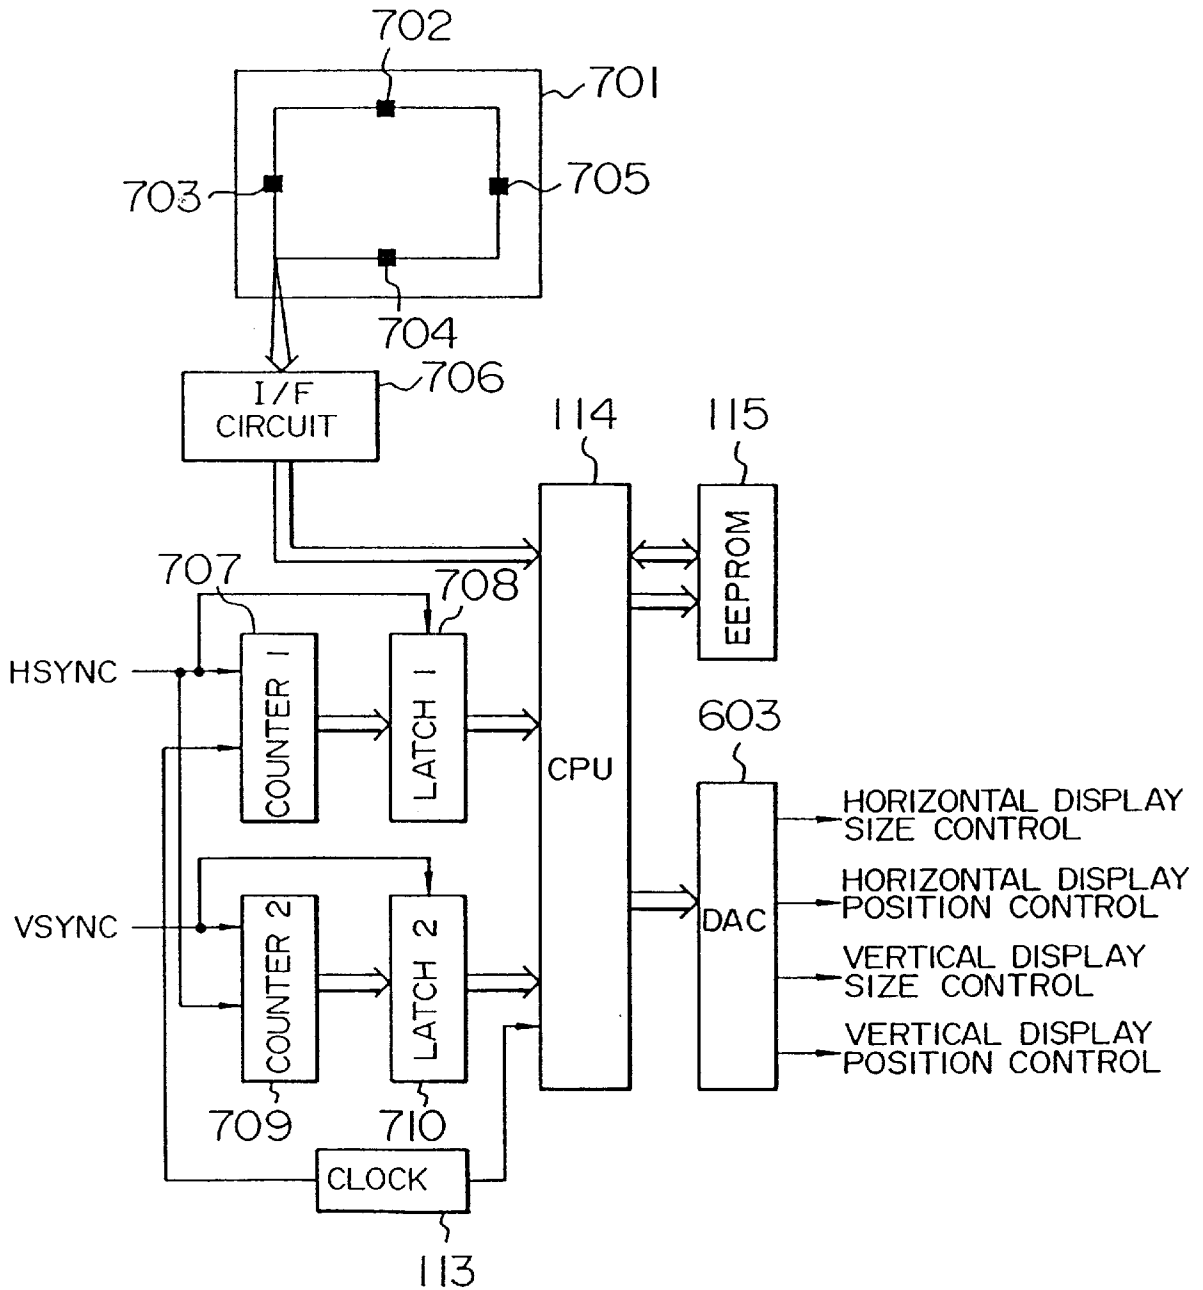 702
701
703
705
704
706
I/F
CIRCUIT
114
115
EEPROM
707
708
HSYNC
COUNTER 1
LATCH 1
CPU
603
DAC
HORIZONTAL DISPLAY
SIZE CONTROL
HORIZONTAL DISPLAY
POSITION CONTROL
VERTICAL DISPLAY
SIZE CONTROL
VERTICAL DISPLAY
POSITION CONTROL
VSYNC
COUNTER 2
LATCH 2
709
710
CLOCK
113